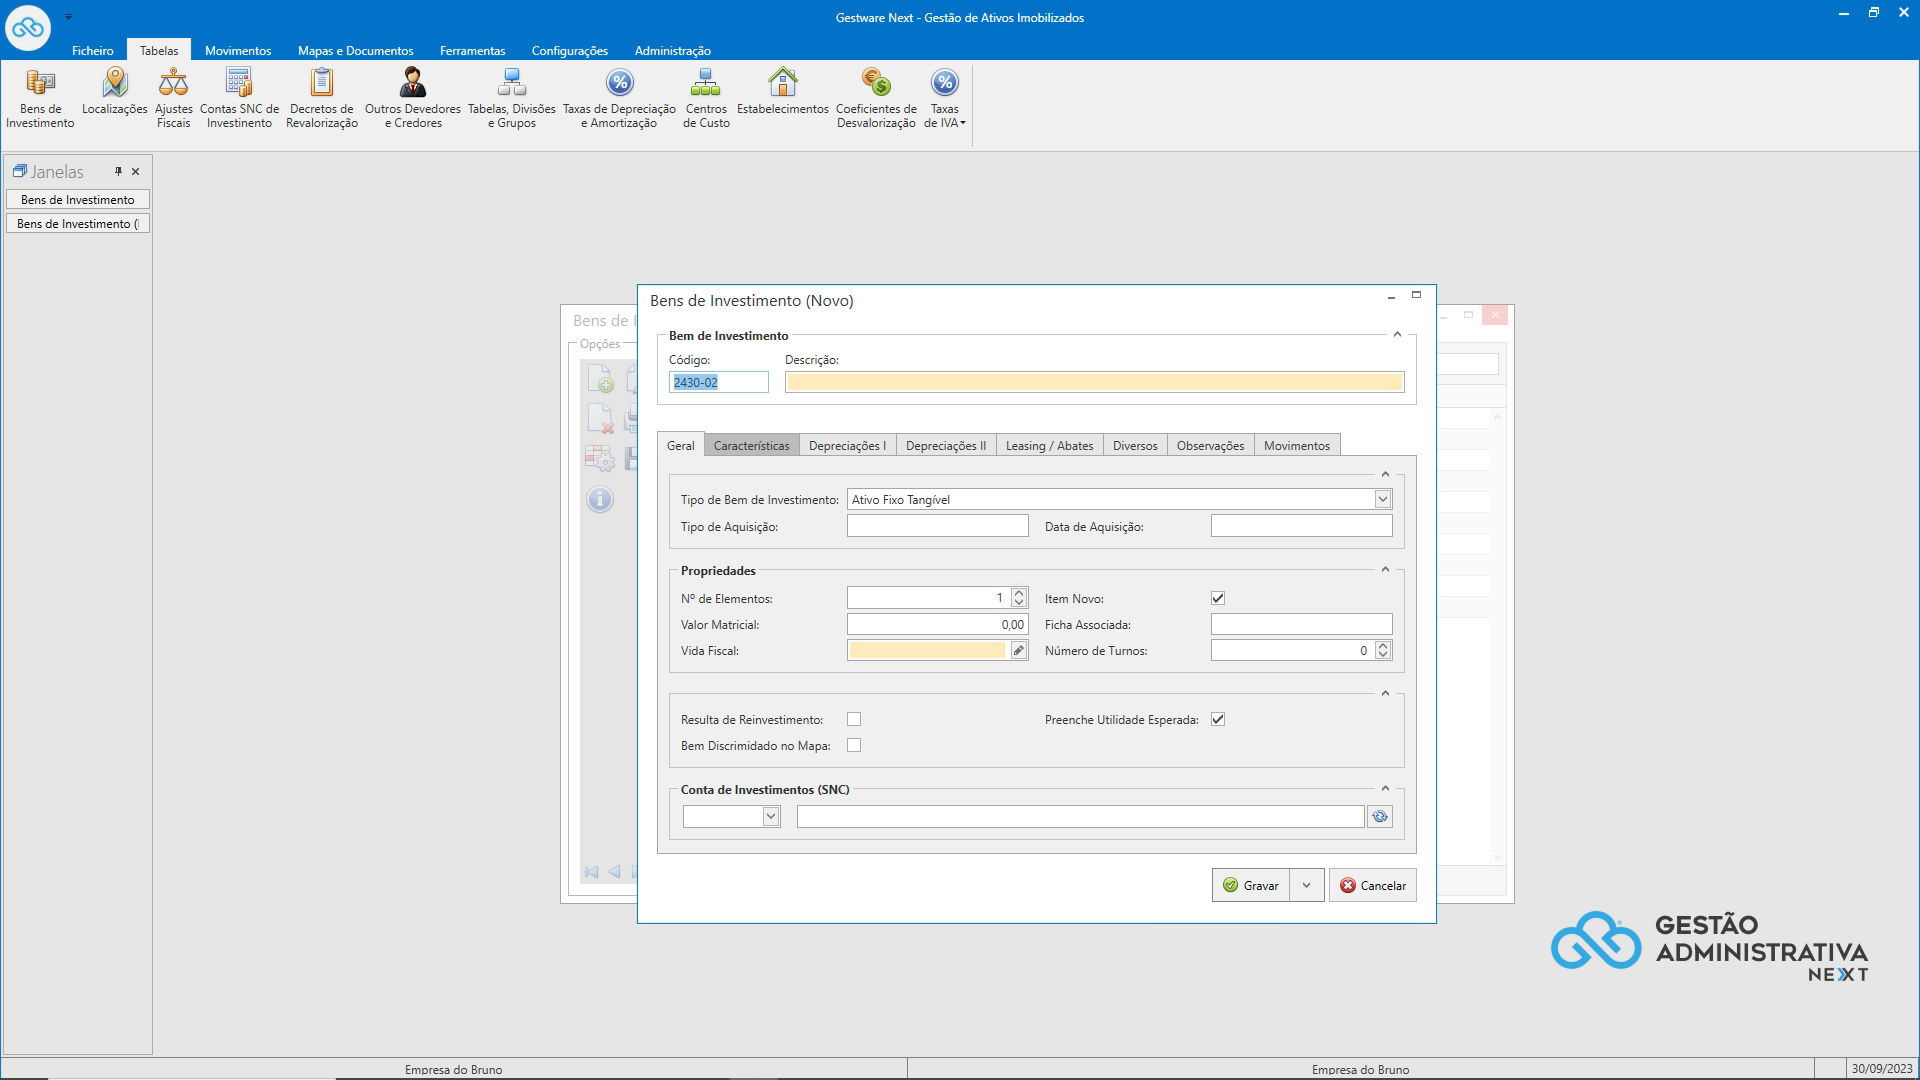 Gestware Next - Gestão de Ativos Imobilizados
Ficheiro Tabelas Movimentos Mapas e Documentos Ferramentas Configurações Administração
Bens de Investimento
Localizações
Ajustes Fiscais
Contas SNC de Investinento
Decretos de Revalorização
Outros Devedores e Credores
Tabelas, Divisões e Grupos
Taxas de Depreciação e Amortização
Centros de Custo
Estabelecimentos
Coeficientes de Desvalorização
Taxas de IVA
Janelas
Bens de Investimento
Bens de Investimento (
Bens de I
Opções
Bens de Investimento (Novo)
Bem de Investimento
Código: Descrição:
2430-02
Geral Características Depreciações I Depreciações II Leasing / Abates Diversos Observações Movimentos
Tipo de Bem de Investimento: Ativo Fixo Tangível
Tipo de Aquisição: Data de Aquisição:
Propriedades
Nº de Elementos: 1 Item Novo:
Valor Matricial: 0,00 Ficha Associada:
Vida Fiscal: Número de Turnos: 0
Resulta de Reinvestimento: Preenche Utilidade Esperada:
Bem Discrimidado no Mapa:
Conta de Investimentos (SNC)
Gravar Cancelar
GESTÃO
ADMINISTRATIVA
NEXT
Empresa do Bruno Empresa do Bruno 30/09/2023